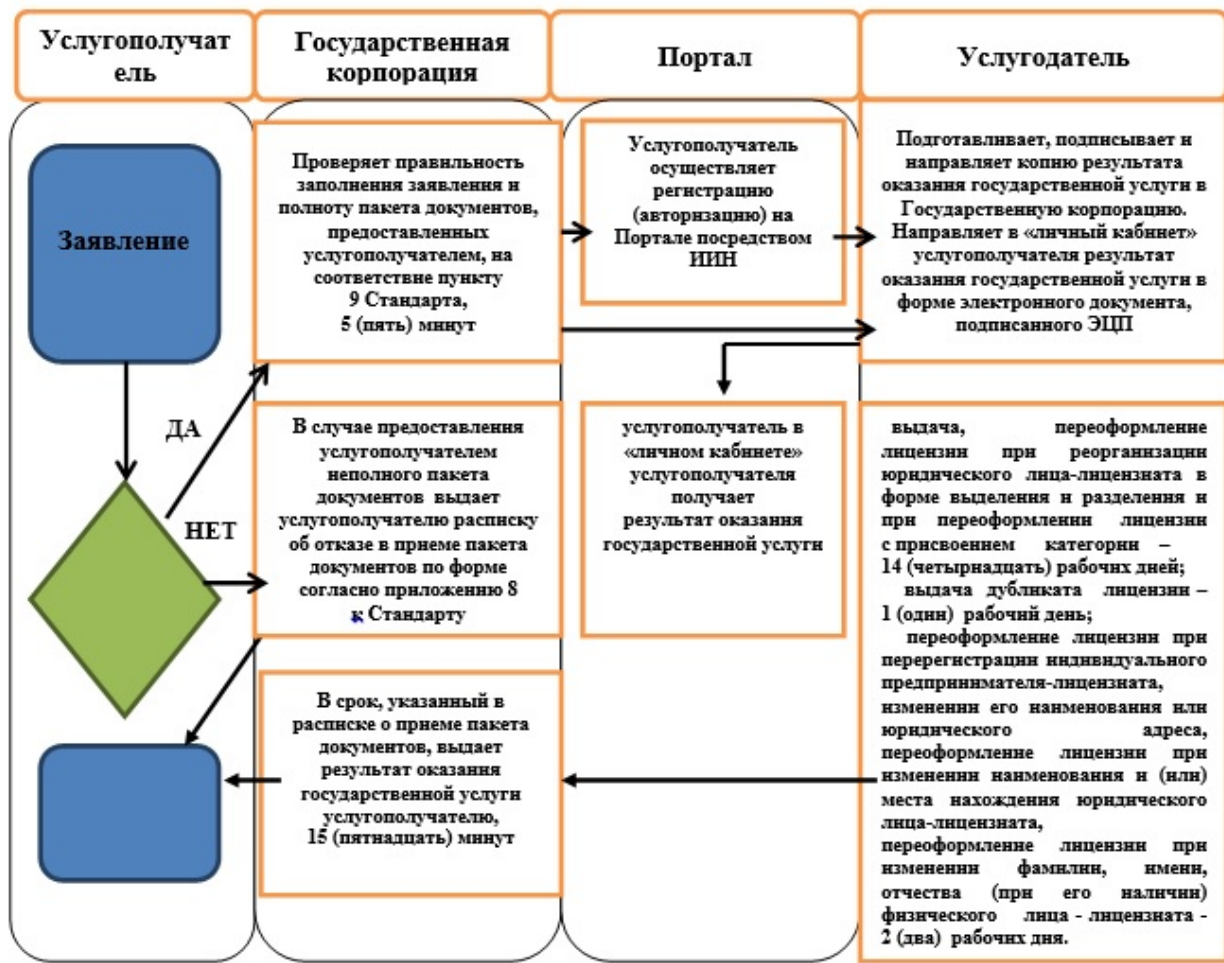 Услугополучат
ель
Государственная
корпорация
Портал
Услугодатель
Заявление
ДА
НЕТ
Проверяет правильность
заполнения заявления и
полноту пакета документов,
предоставленных
услугополучателем, на
соответствие пункту
9 Стандарта,
5 (пять) минут
В случае предоставления
услугополучателем
неполного пакета
документов выдает
услугополучателю расписку
об отказе в приеме пакета
документов по форме
согласно приложению 8
к Стандарту
В срок, указанный в
расписке о приеме пакета
документов, выдает
результат оказания
государственной услуги
услугополучателю,
15 (пятнадцать) минут
Услугополучатель
осуществляет
регистрацию
(авторизацию) на
Портале посредством
ИИН
услугополучатель в
«личном кабинете»
услугополучателя
получает
результат оказания
государственной услуги
Подготавливает, подписывает и
направляет копию результата
оказания государственной услуги в
Государственную корпорацию.
Направляет в «личный кабинет»
услугополучателя результат
оказания государственной услуги в
форме электронного документа,
подписанного ЭЦП
выдача, переоформление
лицензии при реорганизации
юридического лица-лицензиата в
форме выделения и разделения и
при переоформлении лицензии
с присвоением категории –
14 (четырнадцать) рабочих дней;
выдача дубликата лицензии –
1 (один) рабочий день;
переоформление лицензии при
перерегистрации индивидуального
предпринимателя-лицензиата,
изменении его наименования или
юридического адреса,
переоформление лицензии при
изменении наименования и (или)
места нахождения юридического
лица-лицензиата,
переоформление лицензии при
изменении фамилии, имени,
отчества (при его наличии)
физического лица - лицензиата -
2 (два) рабочих дня.